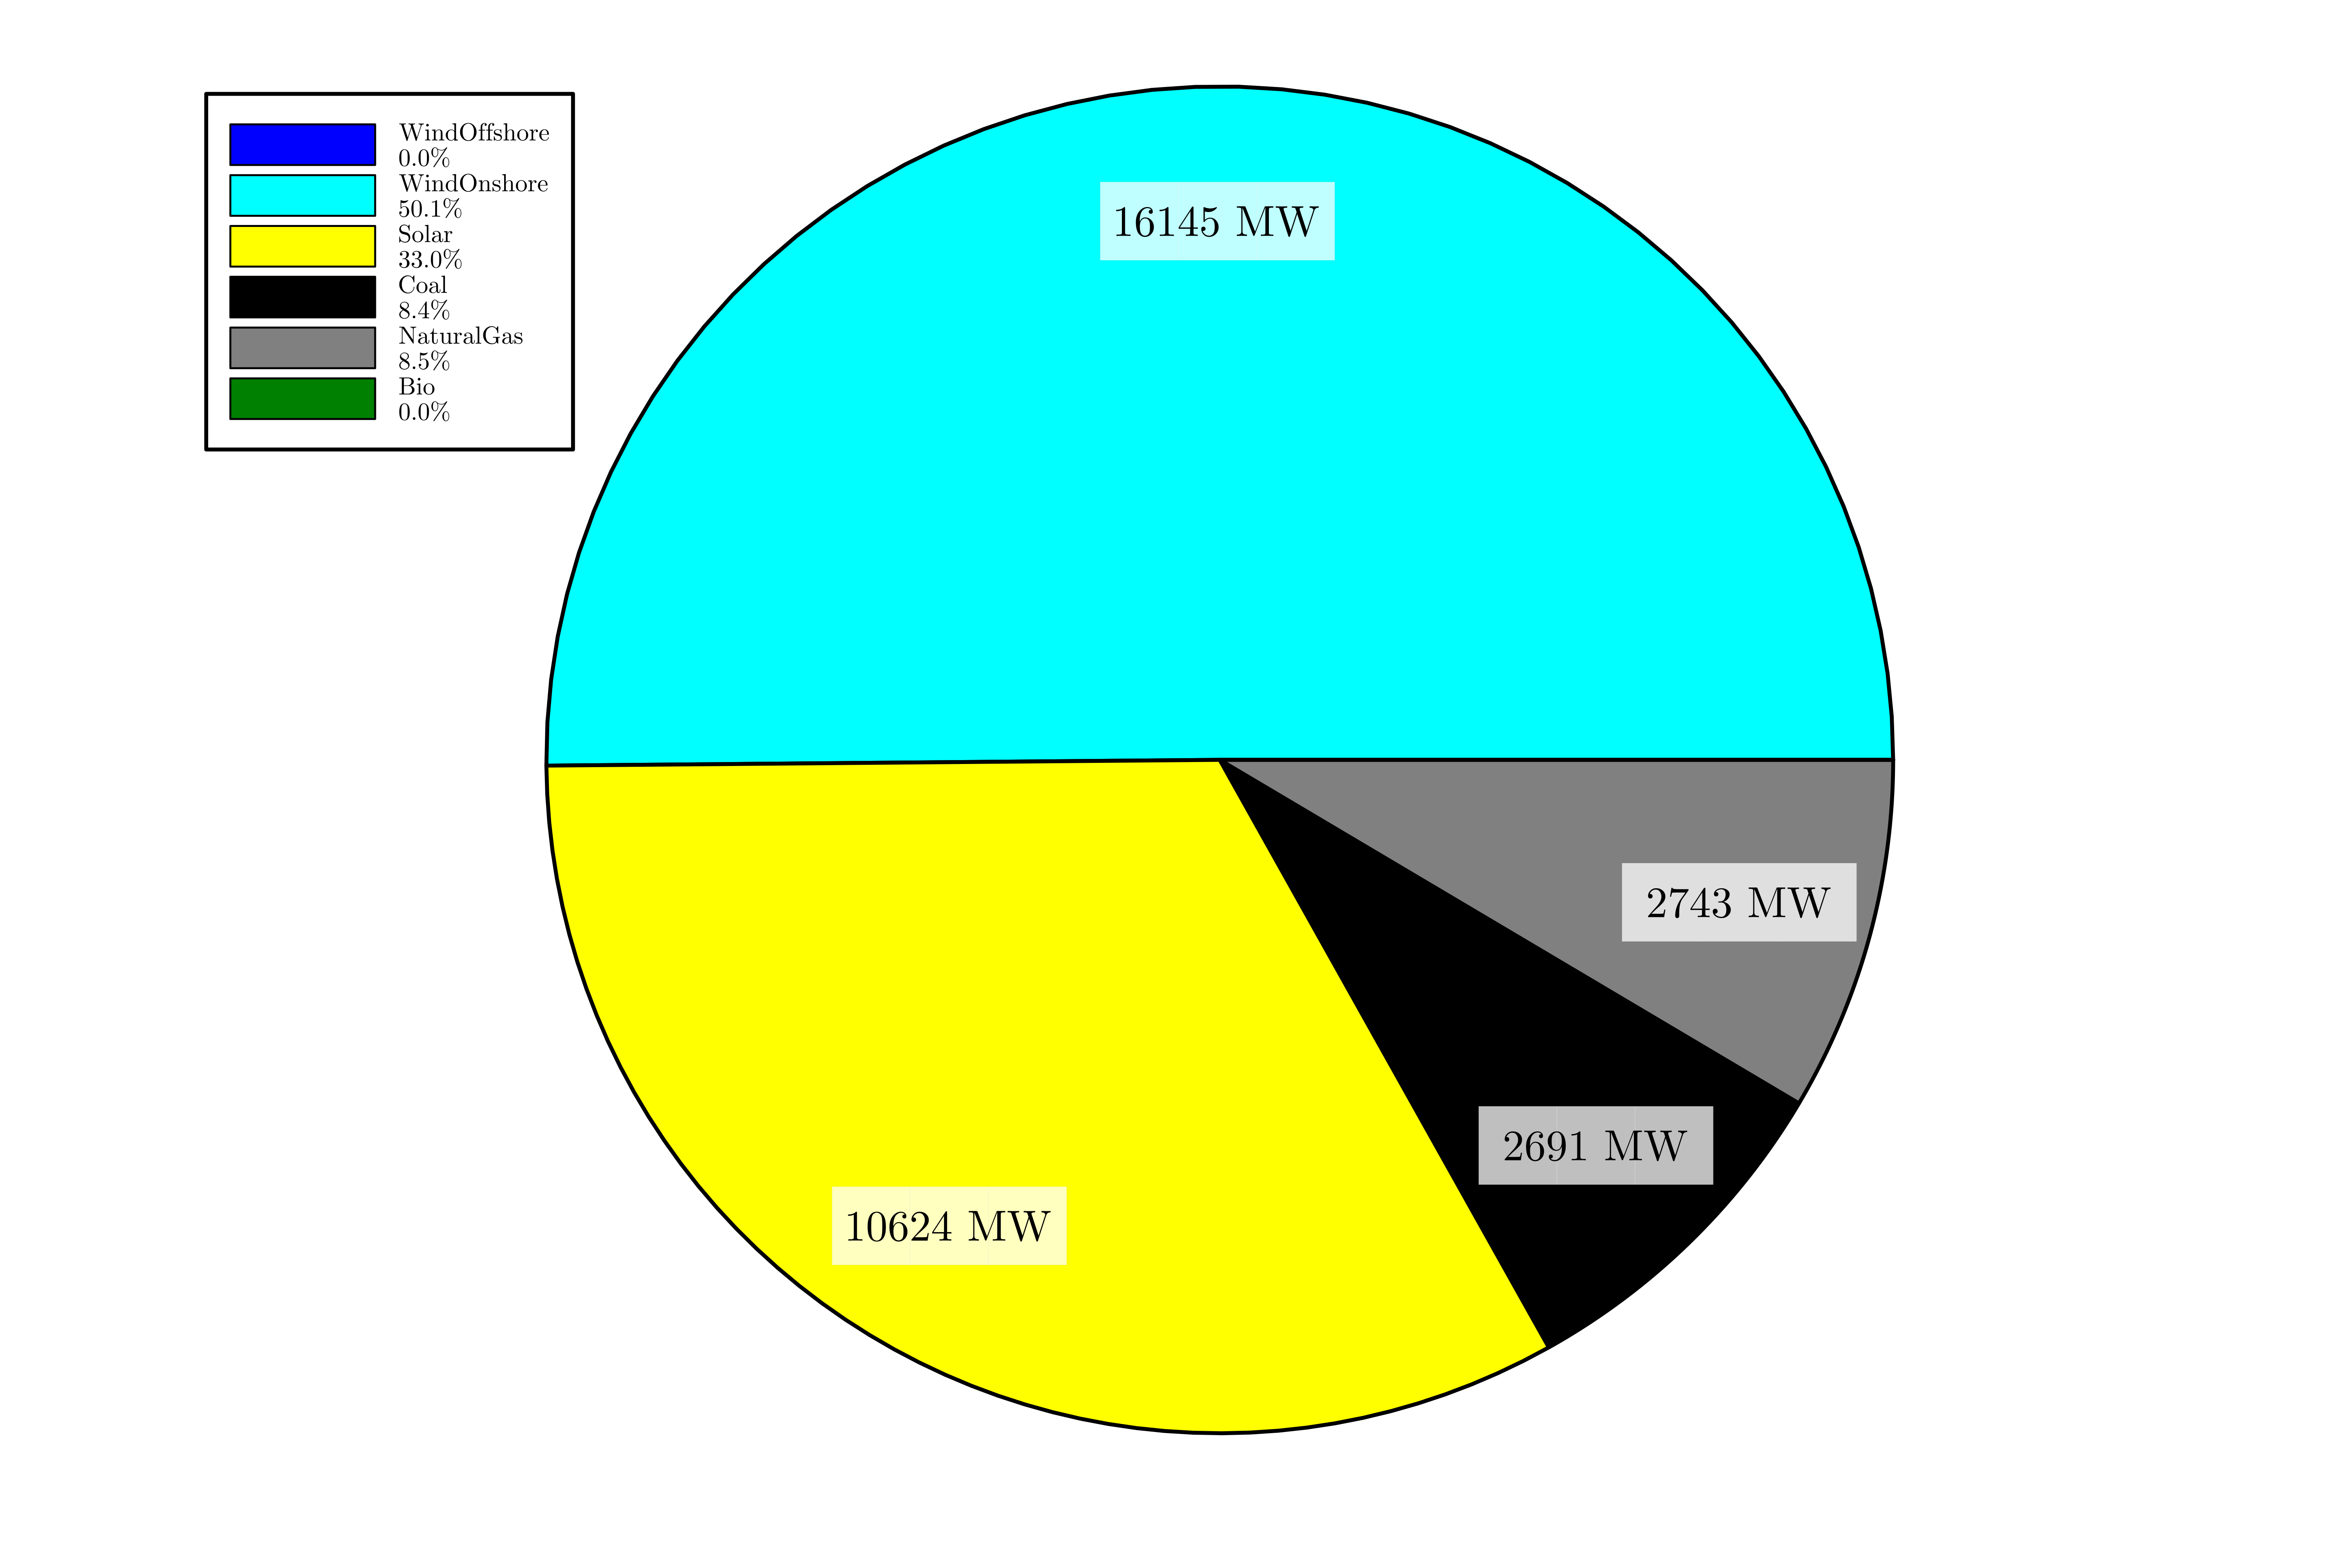 WindOffshore
0.0%
WindOnshore
50.1%
Solar
33.0%
Coal
8.4%
NaturalGas
8.5%
Bio
0.0%
16145 MW
2743 MW
2691 MW
10624 MW